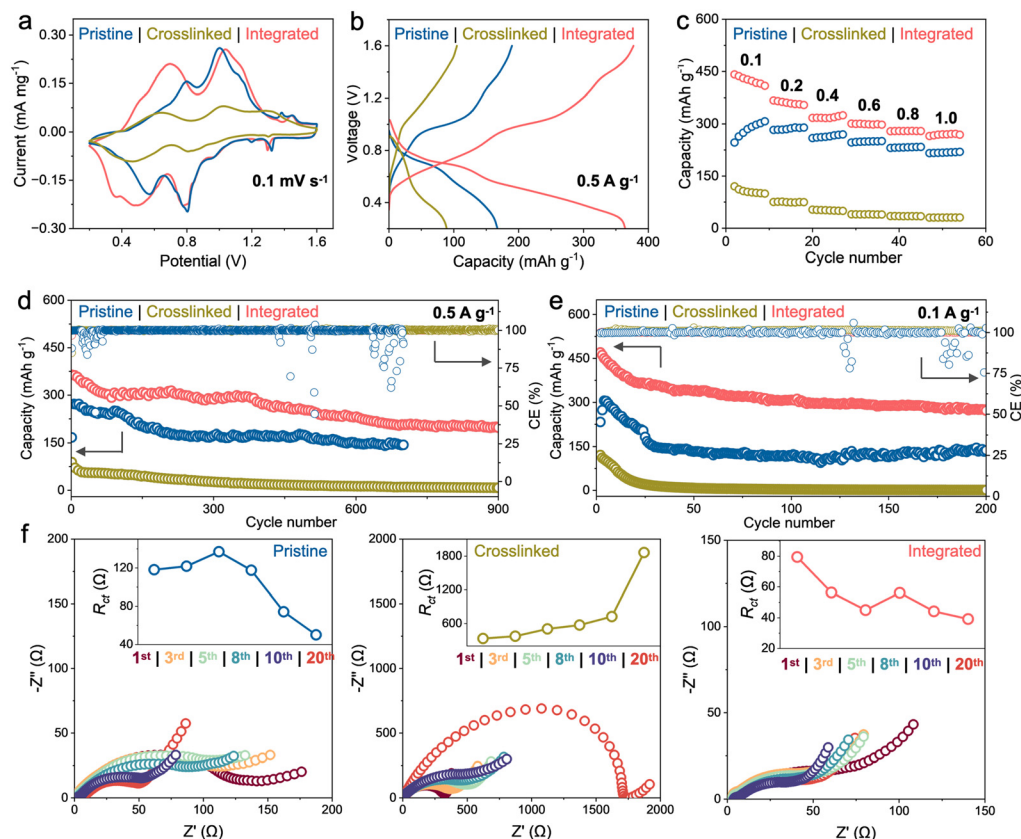 a
Pristine | Crosslinked | Integrated
0.30
0.15
0.00
−0.15
−0.30
Current (mA mg⁻¹)
0.1 mV s⁻¹
0.4 0.8 1.2 1.6
Potential (V)
b
Pristine | Crosslinked | Integrated
1.6
1.2
0.8
0.4
Voltage (V)
0.5 A g⁻¹
0 100 200 300 400
Capacity (mAh g⁻¹)
c
Pristine | Crosslinked | Integrated
600
450
300
150
0
Capacity (mAh g⁻¹)
0.1
0.2
0.4
0.6
0.8
1.0
0 20 40 60
Cycle number
d
Pristine | Crosslinked | Integrated
0.5 A g⁻¹
600
450
300
150
0
Capacity (mAh g⁻¹)
100
75
50
25
0
CE (%)
0 300 600 900
Cycle number
e
Pristine | Crosslinked | Integrated
0.1 A g⁻¹
600
450
300
150
0
Capacity (mAh g⁻¹)
100
75
50
25
0
CE (%)
0 50 100 150 200
Cycle number
f
200
150
100
50
0
-Z'' (Ω)
Pristine
120
80
40
Rct (Ω)
1st | 3rd | 5th | 8th | 10th | 20th
0 50 100 150 200
Z' (Ω)
2000
1500
1000
500
0
-Z'' (Ω)
Crosslinked
1800
1200
600
Rct (Ω)
1st | 3rd | 5th | 8th | 10th | 20th
0 500 1000 1500 2000
Z' (Ω)
150
100
50
0
-Z'' (Ω)
Integrated
80
60
40
20
Rct (Ω)
1st | 3rd | 5th | 8th | 10th | 20th
0 50 100 150
Z' (Ω)